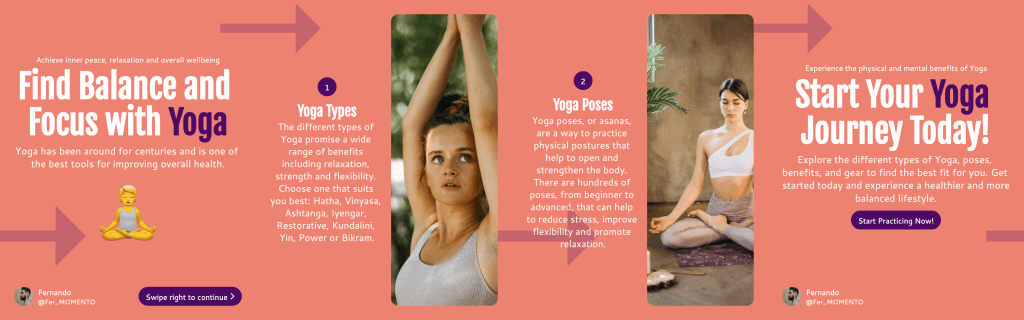 Achieve inner peace, relaxation and overall wellbeing
Find Balance and
Focus with Yoga
Yoga has been around for centuries and is one of
the best tools for improving overall health.
Fernando
@Fer_MOMENTO
Swipe right to continue
1
Yoga Types
The different types of
Yoga promise a wide
range of benefits
including relaxation,
strength and flexibility.
Choose one that suits
you best: Hatha, Vinyasa,
Ashtanga, Iyengar,
Restorative, Kundalini,
Yin, Power or Bikram.
2
Yoga Poses
Yoga poses, or asanas,
are a way to practice
physical postures that
help to open and
strengthen the body.
There are hundreds of
poses, from beginner to
advanced, that can help
to reduce stress, improve
flexibility and promote
relaxation.
Experience the physical and mental benefits of Yoga
Start Your Yoga
Journey Today!
Explore the different types of Yoga, poses,
benefits, and gear to find the best fit for you. Get
started today and experience a healthier and more
balanced lifestyle.
Start Practicing Now!
Fernando
@Fer_MOMENTO